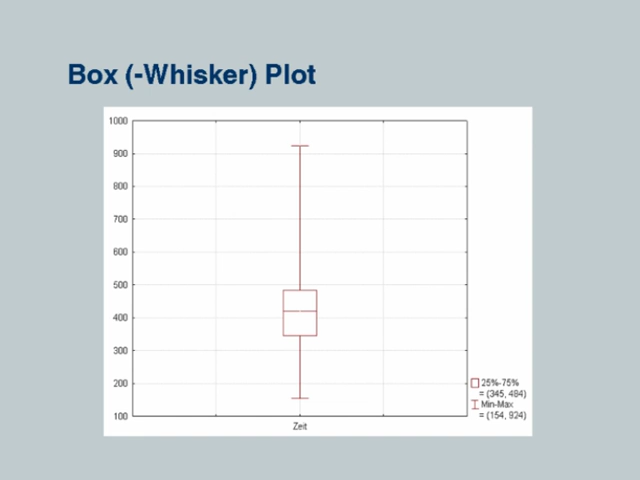 Box (-Whisker) Plot
1000
900
800
700
600
500
400
300
200
100
Zeit
25%-75%
= (345, 484)
Min-Max
= (154, 924)